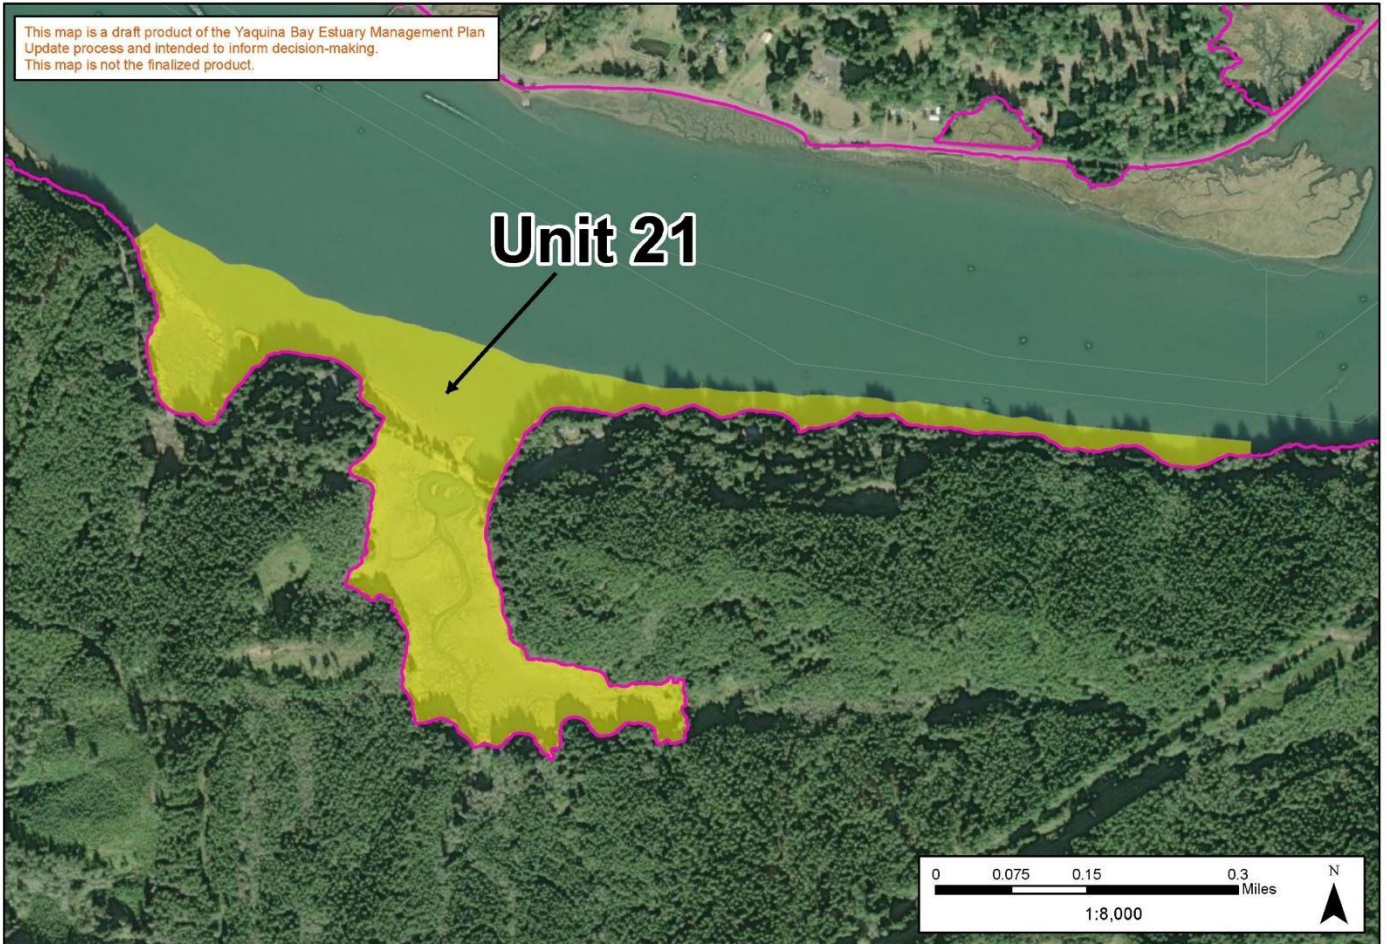 This map is a draft product of the Yaquina Bay Estuary Management Plan
Update process and intended to inform decision-making.
This map is not the finalized product.
Unit 21
0 0.075 0.15 0.3
Miles
1:8,000
N